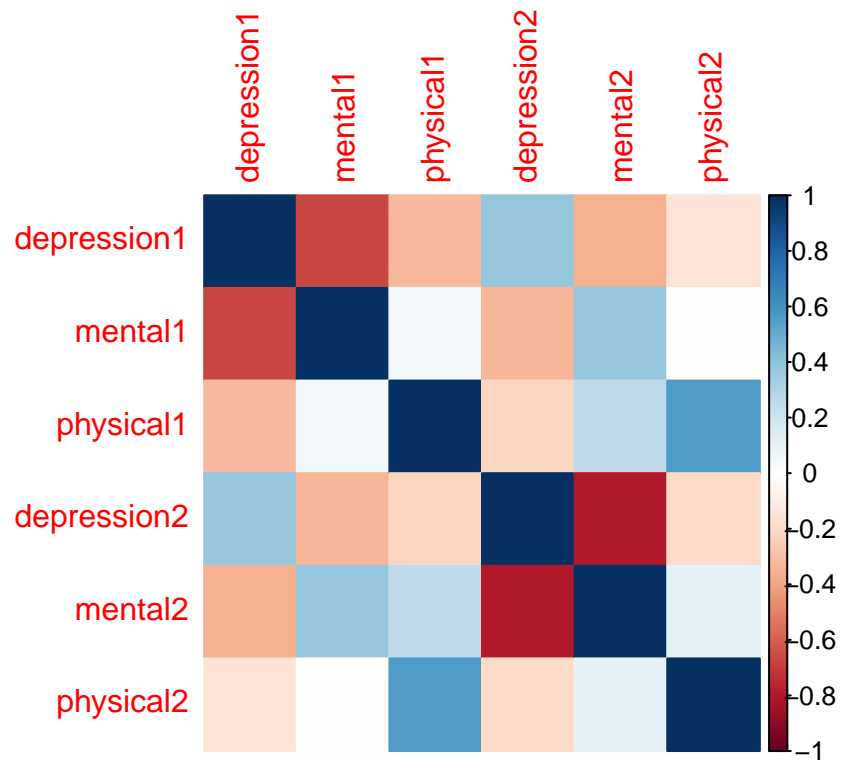 depression1
mental1
physical1
depression2
mental2
physical2
depression1
mental1
physical1
depression2
mental2
physical2
1
0.8
0.6
0.4
0.2
0
−0.2
−0.4
−0.6
−0.8
−1